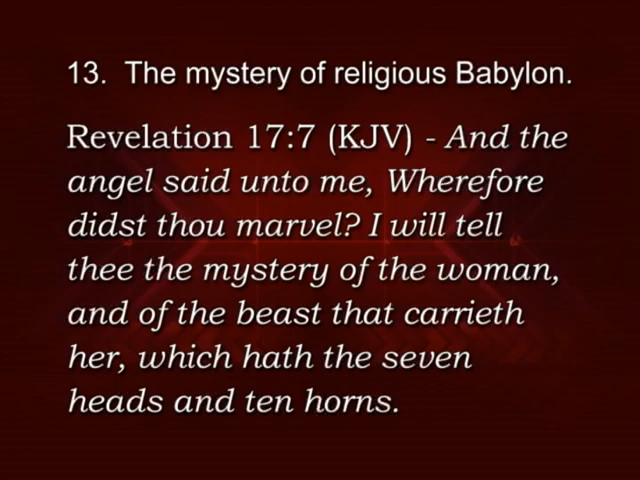 13. The mystery of religious Babylon.
Revelation 17:7 (KJV) - And the
angel said unto me, Wherefore
didst thou marvel? I will tell
thee the mystery of the woman,
and of the beast that carrieth
her, which hath the seven
heads and ten horns.